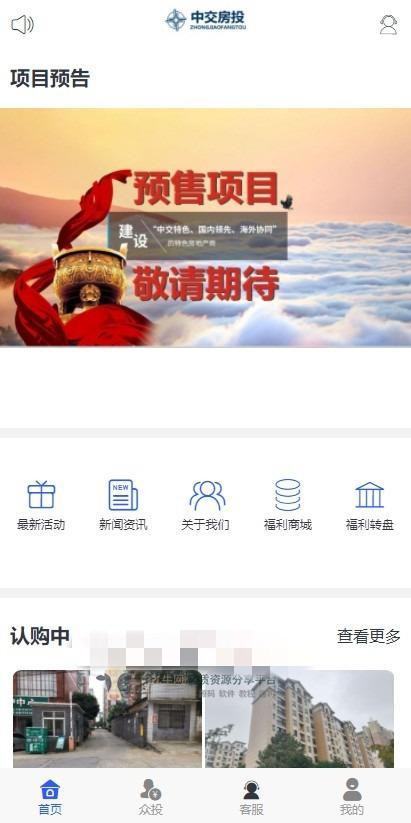 中交房投
ZHONGJIAOFANGTOU
项目预告
预售项目
建设
“中交特色、国内领先、海外协同”
的特色房地产商
敬请期待
NEW
最新活动
新闻资讯
关于我们
福利商城
福利转盘
认购中
查看更多
质资源分享平台
源码 软件 教程
首页
众投
客服
我的